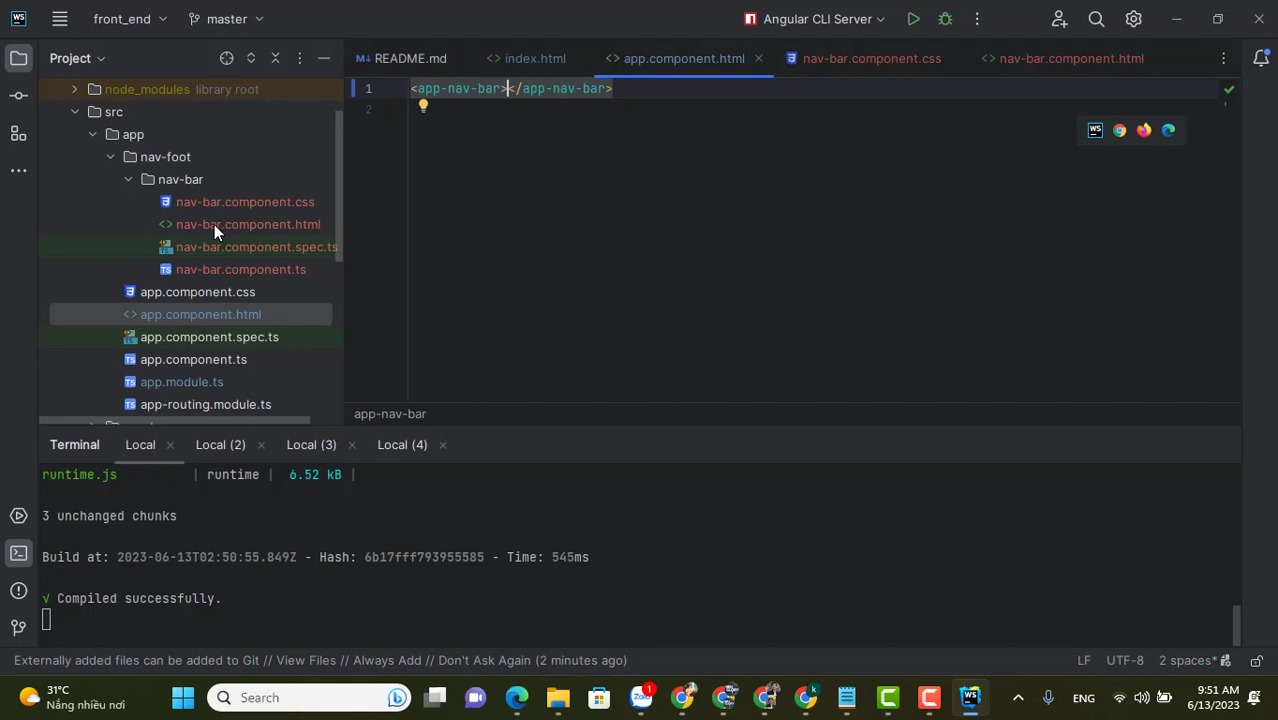 WS
front_end
master
Angular CLI Server
Project
README.md
index.html
app.component.html
nav-bar.component.css
nav-bar.component.html
node_modules library root
src
app
nav-foot
nav-bar
nav-bar.component.css
nav-bar.component.html
nav-bar.component.spec.ts
nav-bar.component.ts
app.component.css
app.component.html
app.component.spec.ts
app.component.ts
app.module.ts
app-routing.module.ts
1 <app-nav-bar></app-nav-bar>
2
app-nav-bar
Terminal Local Local (2) Local (3) Local (4)
runtime.js | runtime | 6.52 kB |
3 unchanged chunks
Build at: 2023-06-13T02:50:55.849Z - Hash: 6b17fff793955585 - Time: 545ms
√ Compiled successfully.
Externally added files can be added to Git // View Files // Always Add // Don't Ask Again (2 minutes ago)
LF UTF-8 2 spaces*
31°C
Nắng nhiều nơi
Search
ENG
9:51 AM
6/13/2023